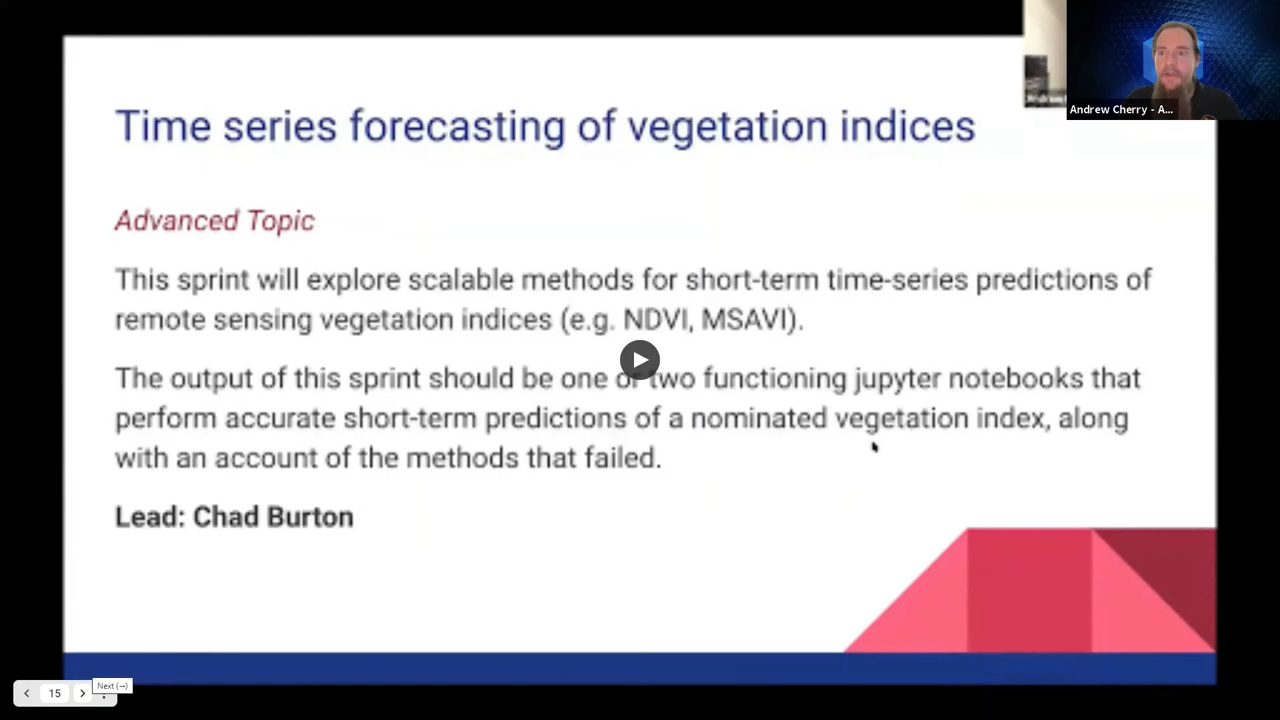 Time series forecasting of vegetation indices
Andrew Cherry - A...
Advanced Topic
This sprint will explore scalable methods for short-term time-series predictions of
remote sensing vegetation indices (e.g. NDVI, MSAVI).
The output of this sprint should be one or two functioning jupyter notebooks that
perform accurate short-term predictions of a nominated vegetation index, along
with an account of the methods that failed.
Lead: Chad Burton
15
Next (→)